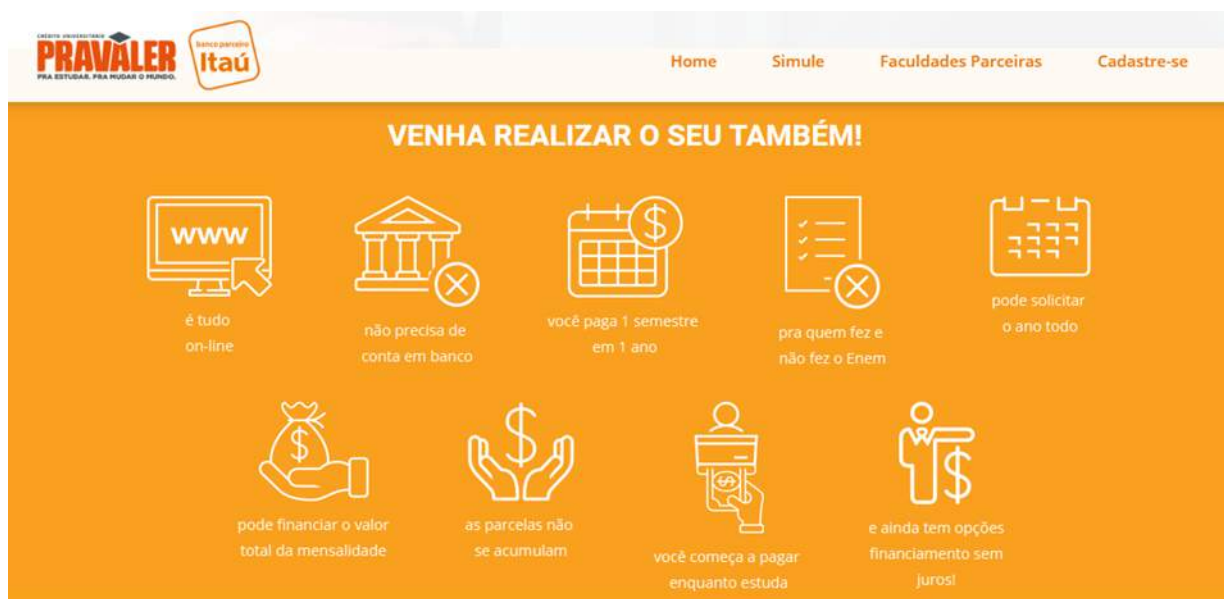 CRÉDITO UNIVERSITÁRIO
PRAVALER
PRA ESTUDAR. PRA MUDAR O MUNDO.
banco parceiro
Itaú
Home
Simule
Faculdades Parceiras
Cadastre-se
VENHA REALIZAR O SEU TAMBÉM!
www
é tudo
on-line
não precisa de
conta em banco
$
você paga 1 semestre
em 1 ano
pra quem fez e
não fez o Enem
pode solicitar
o ano todo
$
pode financiar o valor
total da mensalidade
$
as parcelas não
se acumulam
$
você começa a pagar
enquanto estuda
$
e ainda tem opções
financiamento sem
juros!